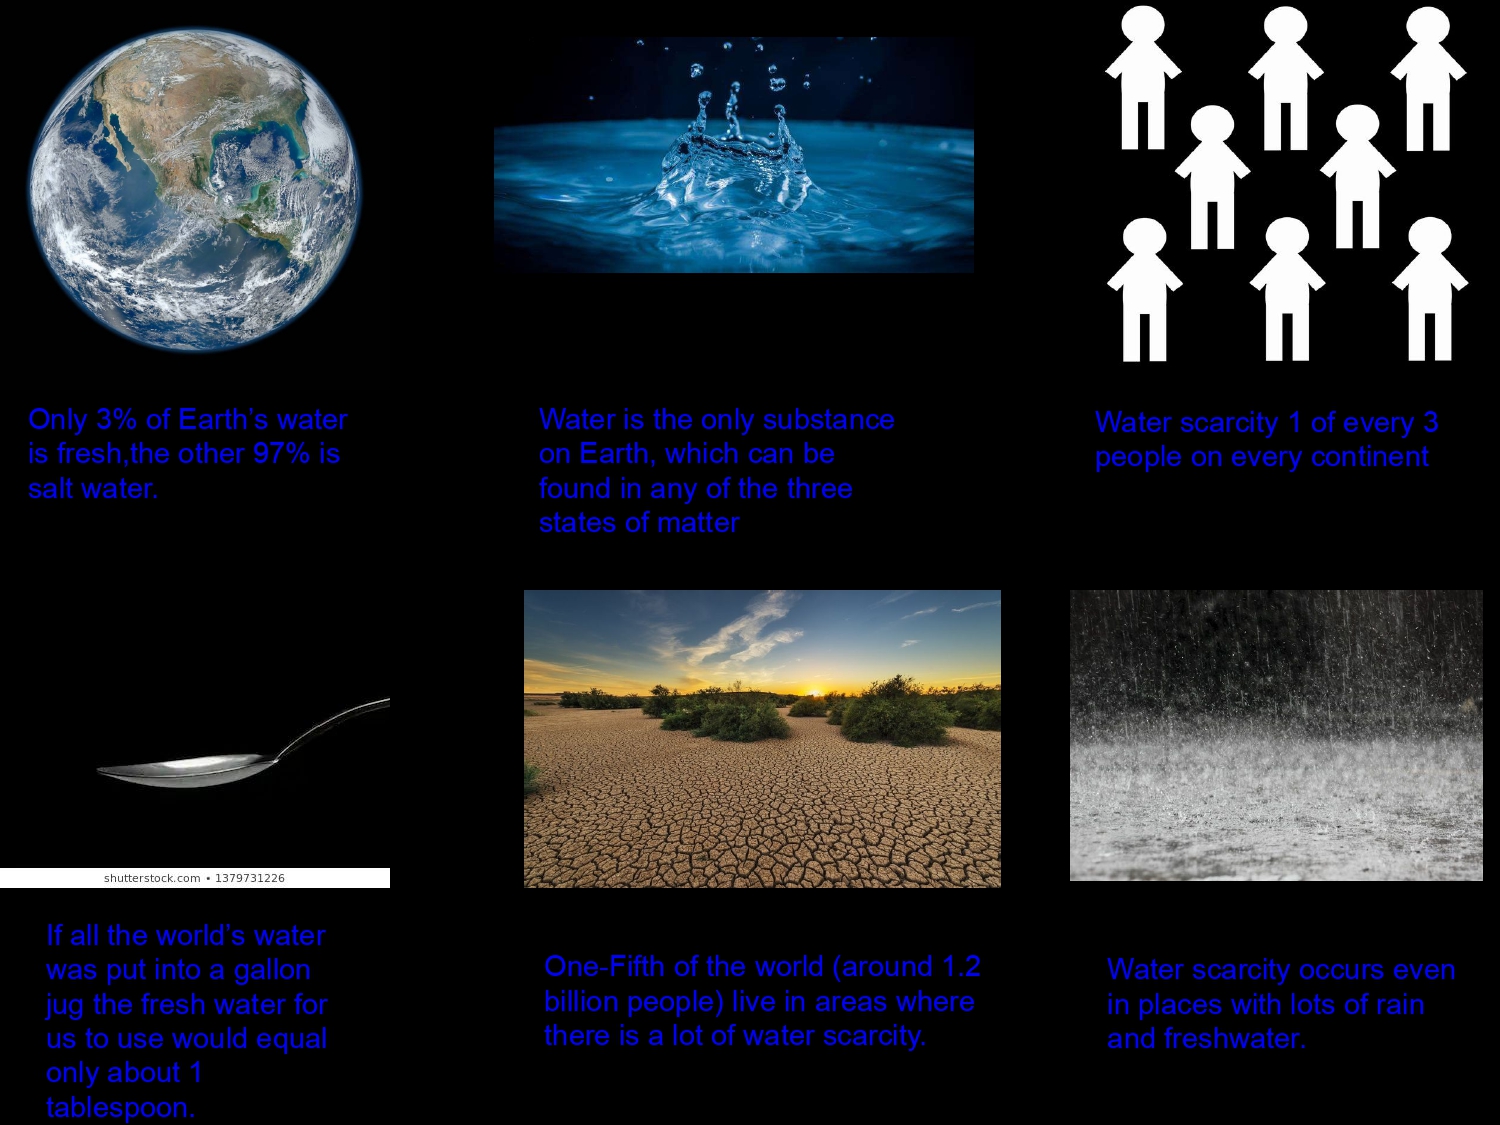 Only 3% of Earth’s water
is fresh,the other 97% is
salt water.
Water is the only substance
on Earth, which can be
found in any of the three
states of matter
Water scarcity 1 of every 3
people on every continent
shutterstock.com • 1379731226
If all the world’s water
was put into a gallon
jug the fresh water for
us to use would equal
only about 1
tablespoon.
One-Fifth of the world (around 1.2
billion people) live in areas where
there is a lot of water scarcity.
Water scarcity occurs even
in places with lots of rain
and freshwater.